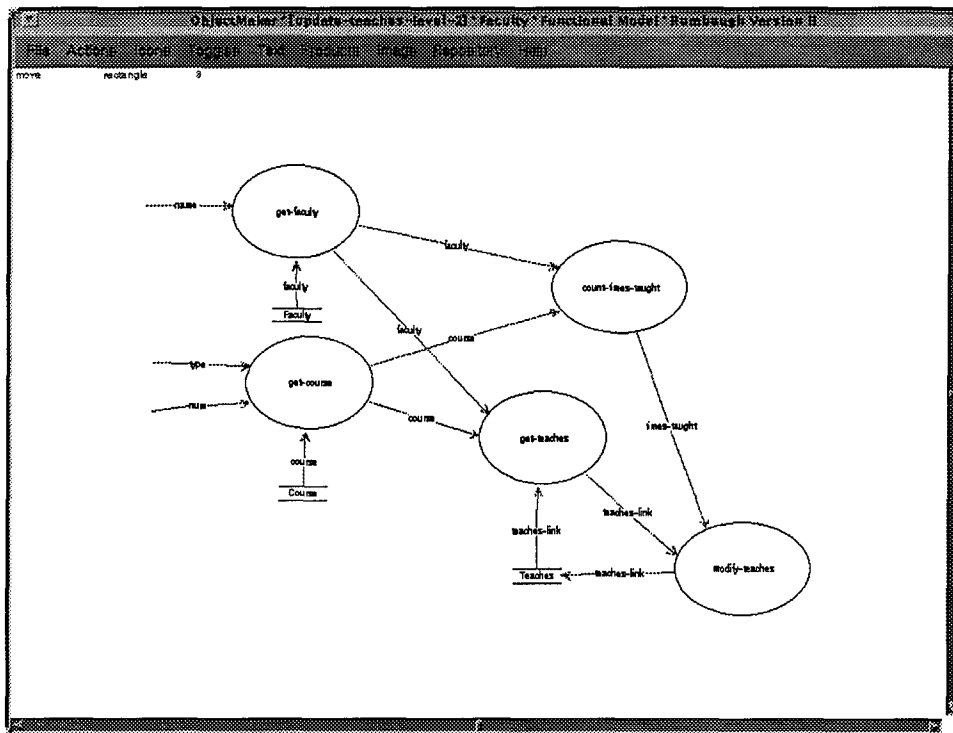 ObjectMaker*[update-teaches-level-2]*Faculty*Functional Model*Rumbaugh Version II
File Actions Icons Toggles Text Products Image Repository Help
move rectangle
name
get-faculty
faculty
count-times-taught
faculty
Faculty
faculty
course
type
get-course
num
course
get-teaches
times-taught
course
Course
teaches-link
teaches-link
Teaches
teaches-link
modify-teaches